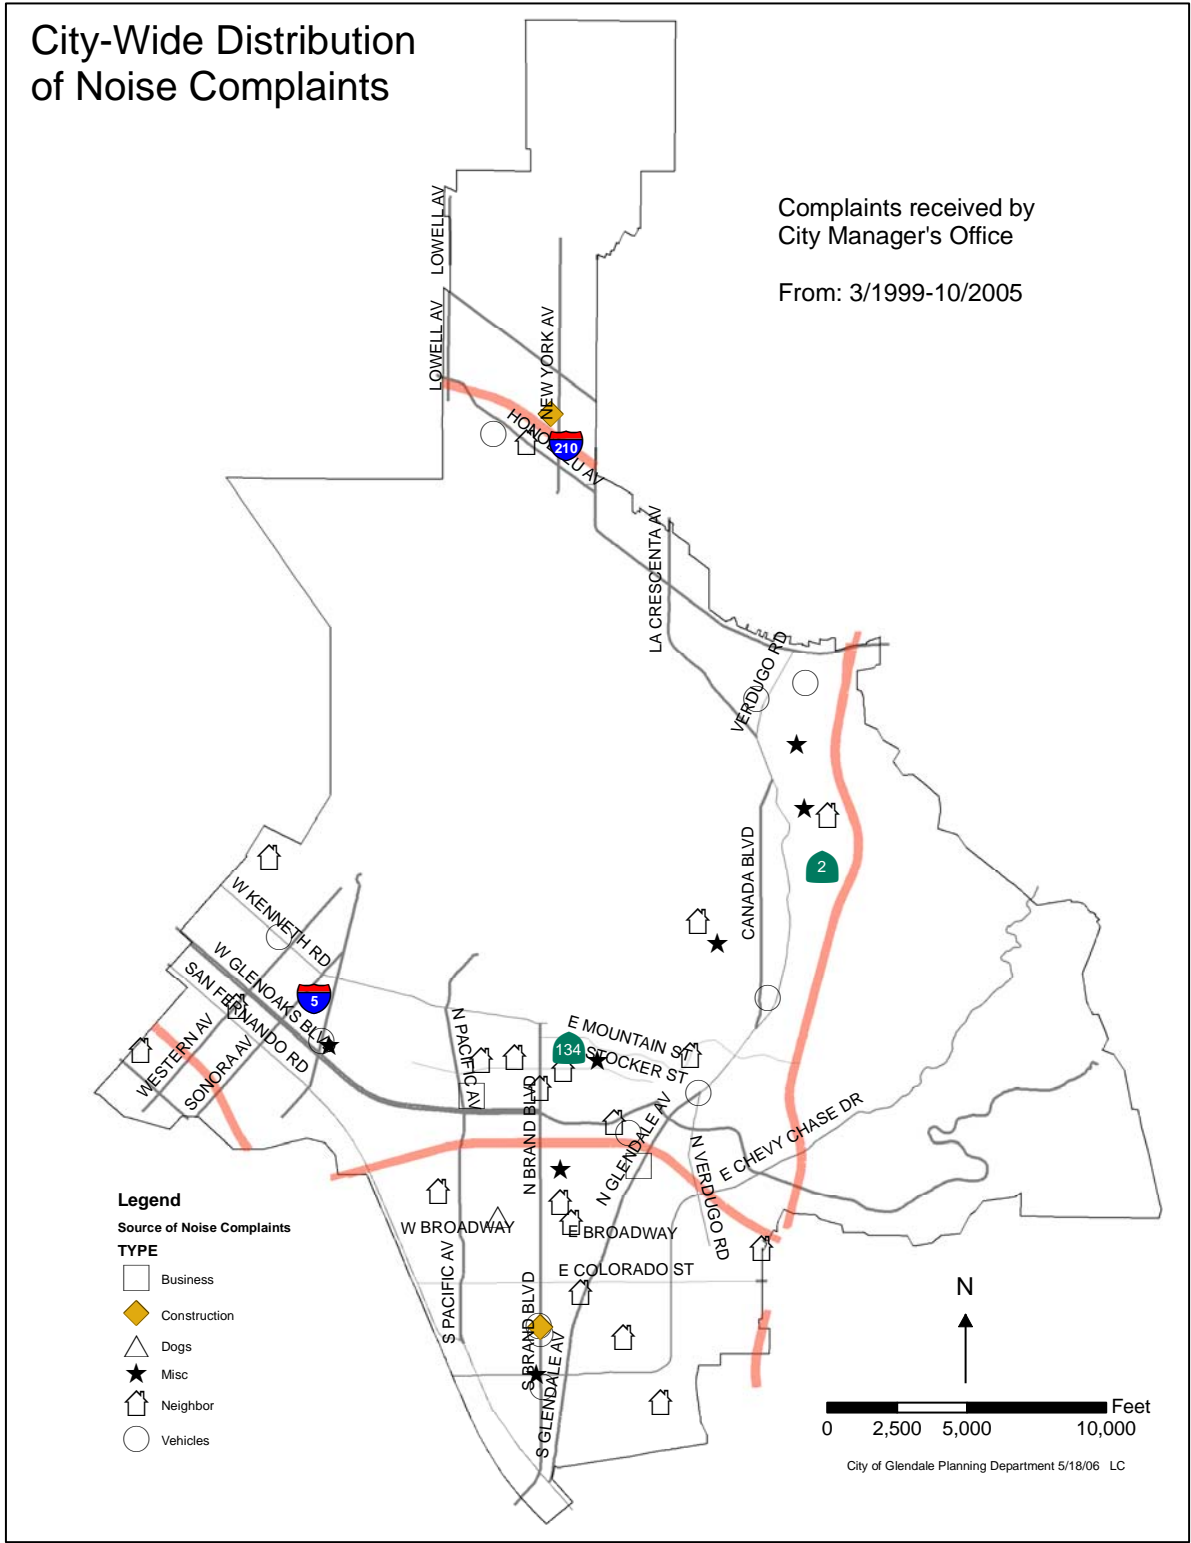 City-Wide Distribution
of Noise Complaints
Complaints received by
City Manager's Office
From: 3/1999-10/2005
LOWELL AV
LOWELL AV
NEW YORK AV
HONOLULU AV
210
LA CRESCENTA AV
VERDUGO RD
CANADA BLVD
2
W KENNETH RD
W GLENOAKS BLVD
SAN FERNANDO RD
5
WESTERN AV
SONORA AV
N PACIFIC AV
E MOUNTAIN ST
134
STOCKER ST
N BRAND BLVD
N GLENDALE AV
E CHEVY CHASE DR
N VERDUGO RD
W BROADWAY
E BROADWAY
S PACIFIC AV
E COLORADO ST
S BRAND BLVD
S GLENDALE AV
Legend
Source of Noise Complaints
TYPE
Business
Construction
Dogs
Misc
Neighbor
Vehicles
N
Feet
0 2,500 5,000 10,000
City of Glendale Planning Department 5/18/06 LC